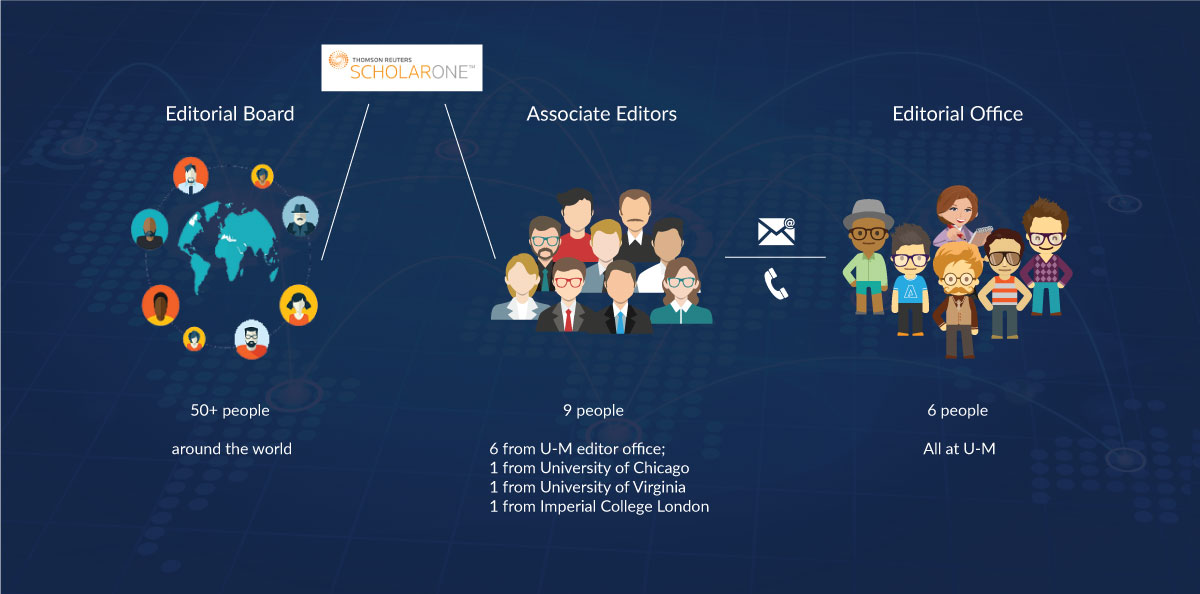 THOMSON REUTERS
SCHOLARONE™
Editorial Board
Associate Editors
Editorial Office
@
50+ people
around the world
9 people
6 from U-M editor office;
1 from University of Chicago
1 from University of Virginia
1 from Imperial College London
6 people
All at U-M